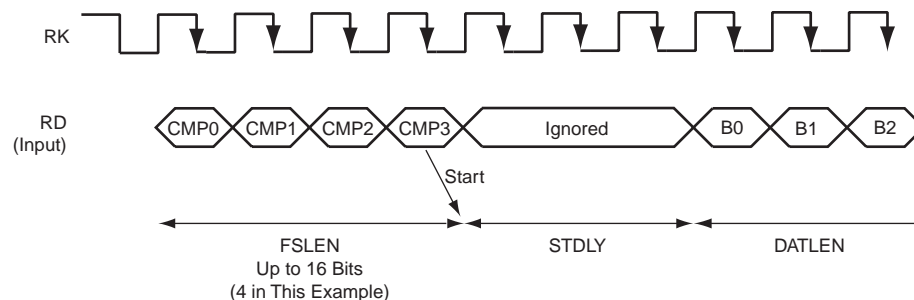 RK
RD
(Input)
CMP0 CMP1 CMP2 CMP3 Ignored B0 B1 B2
Start
FSLEN STDLY DATLEN
Up to 16 Bits
(4 in This Example)